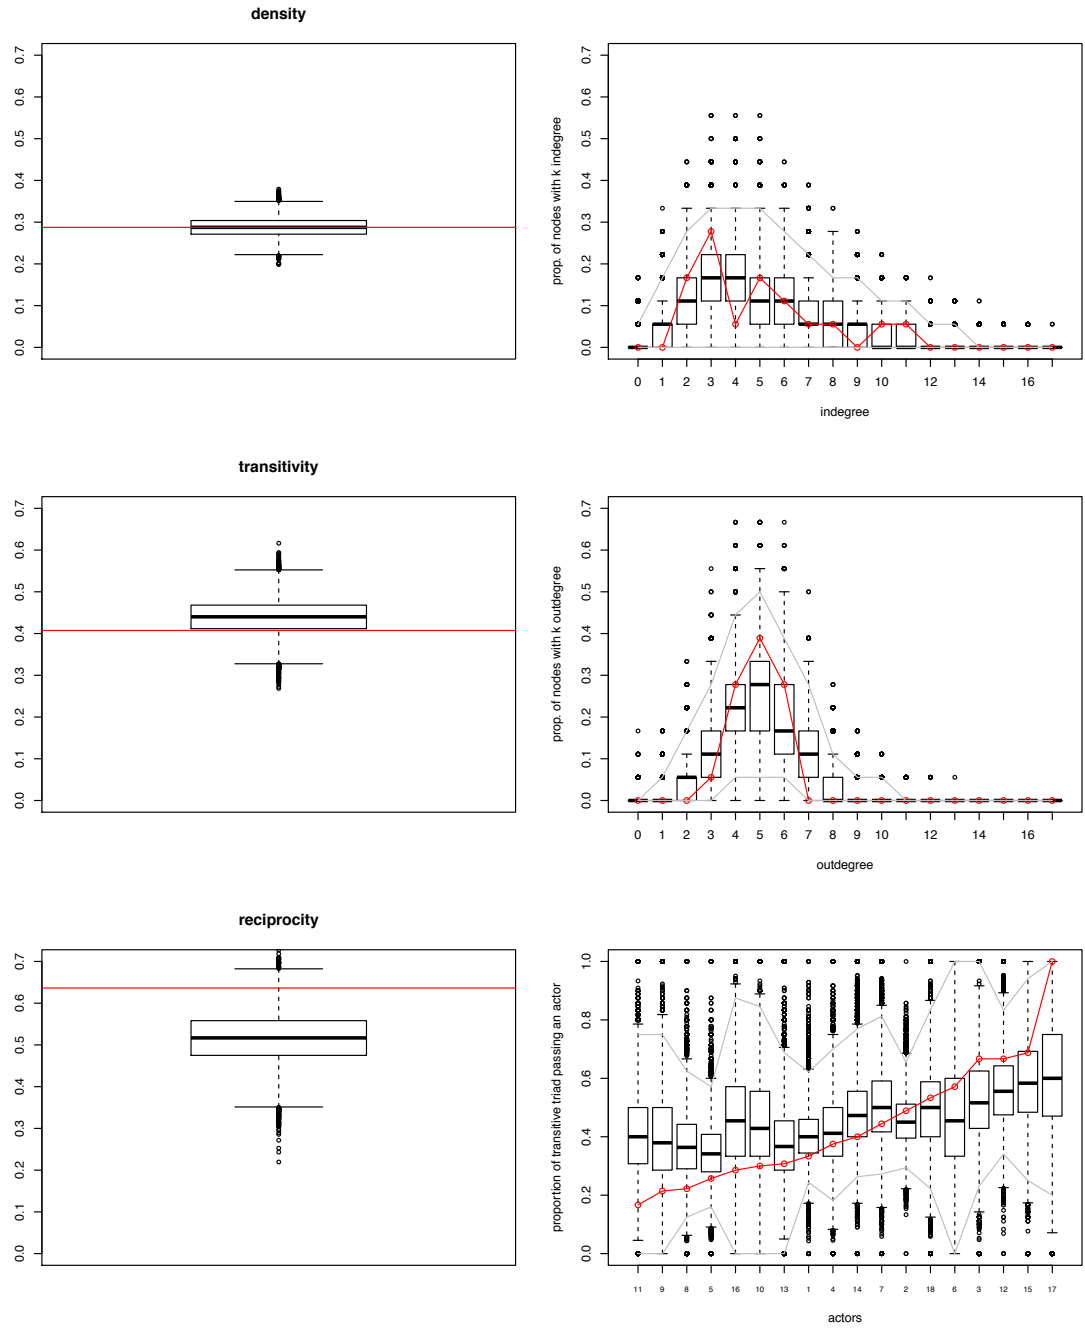 density
0.0 0.1 0.2 0.3 0.4 0.5 0.6 0.7
prop. of nodes with k indegree
0.0 0.1 0.2 0.3 0.4 0.5 0.6 0.7
0 1 2 3 4 5 6 7 8 9 10 12 14 16
indegree
transitivity
0.0 0.1 0.2 0.3 0.4 0.5 0.6 0.7
prop. of nodes with k outdegree
0.0 0.1 0.2 0.3 0.4 0.5 0.6 0.7
0 1 2 3 4 5 6 7 8 9 10 12 14 16
outdegree
reciprocity
0.0 0.1 0.2 0.3 0.4 0.5 0.6 0.7
proportion of transitive triad passing an actor
0.0 0.2 0.4 0.6 0.8 1.0
11 9 8 5 16 10 13 1 4 14 7 2 18 6 3 12 15 17
actors